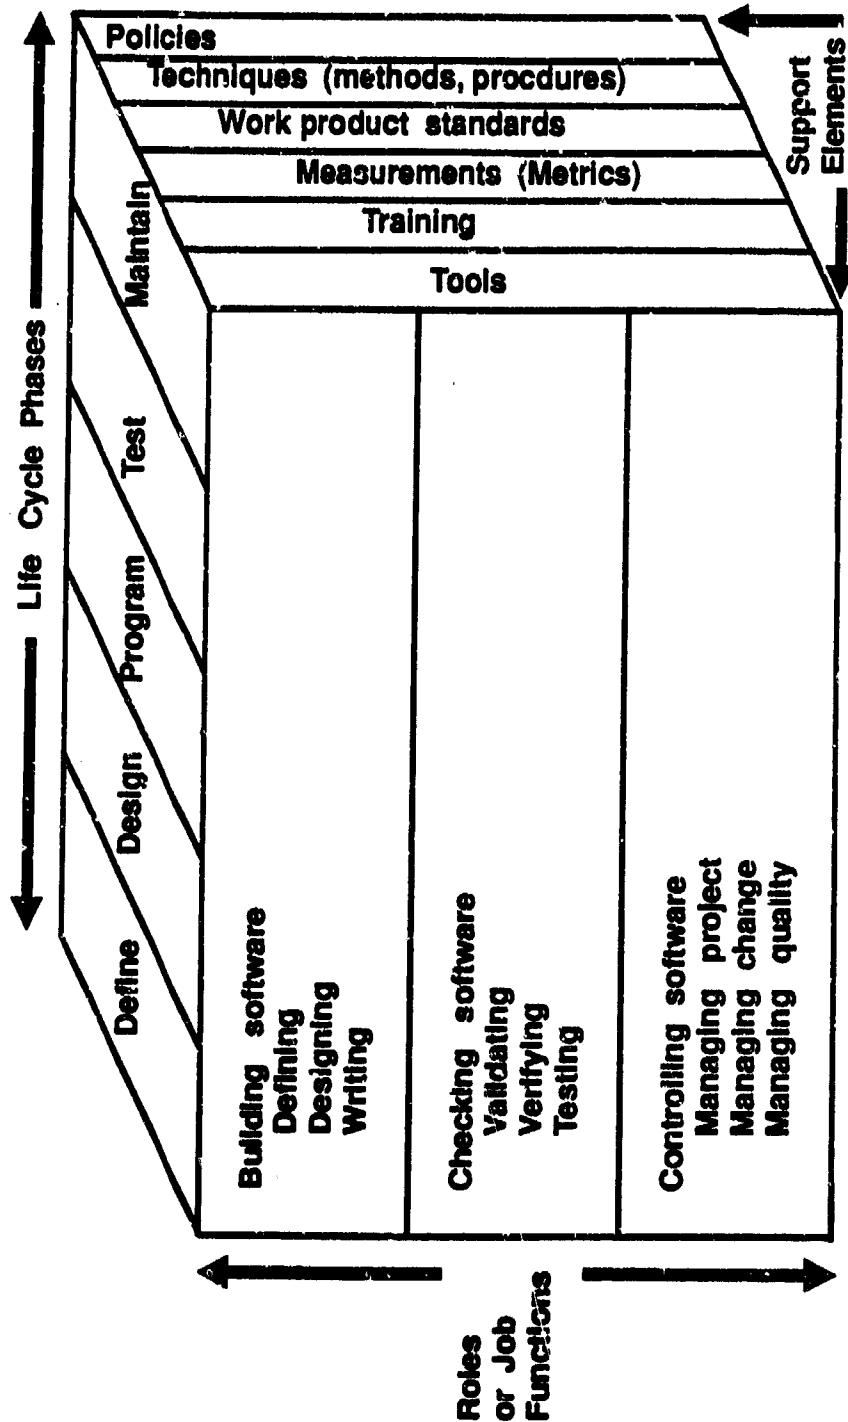 Life Cycle Phases
Define
Design
Program
Test
Maintain
Policies
Techniques (methods, procdures)
Work product standards
Measurements (Metrics)
Training
Tools
Support
Elements
Roles
or Job
Functions
Building software
Defining
Designing
Writing
Checking software
Validating
Verifying
Testing
Controlling software
Managing project
Managing change
Managing quality